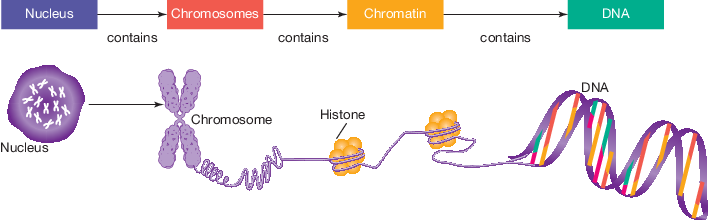 Nucleus
Chromosomes
Chromatin
DNA
contains
contains
contains
DNA
Histone
Chromosome
Nucleus